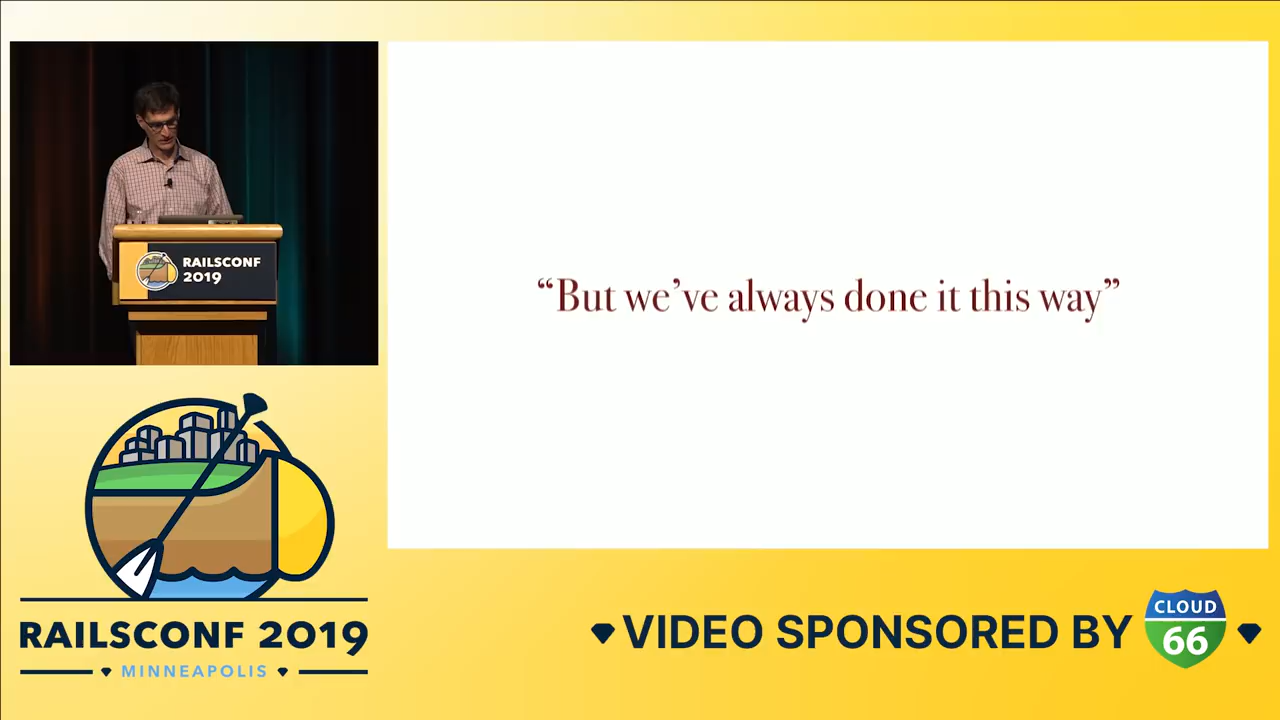 RAILSCONF
2019
“But we’ve always done it this way”
RAILSCONF 2019
MINNEAPOLIS
VIDEO SPONSORED BY
CLOUD
66